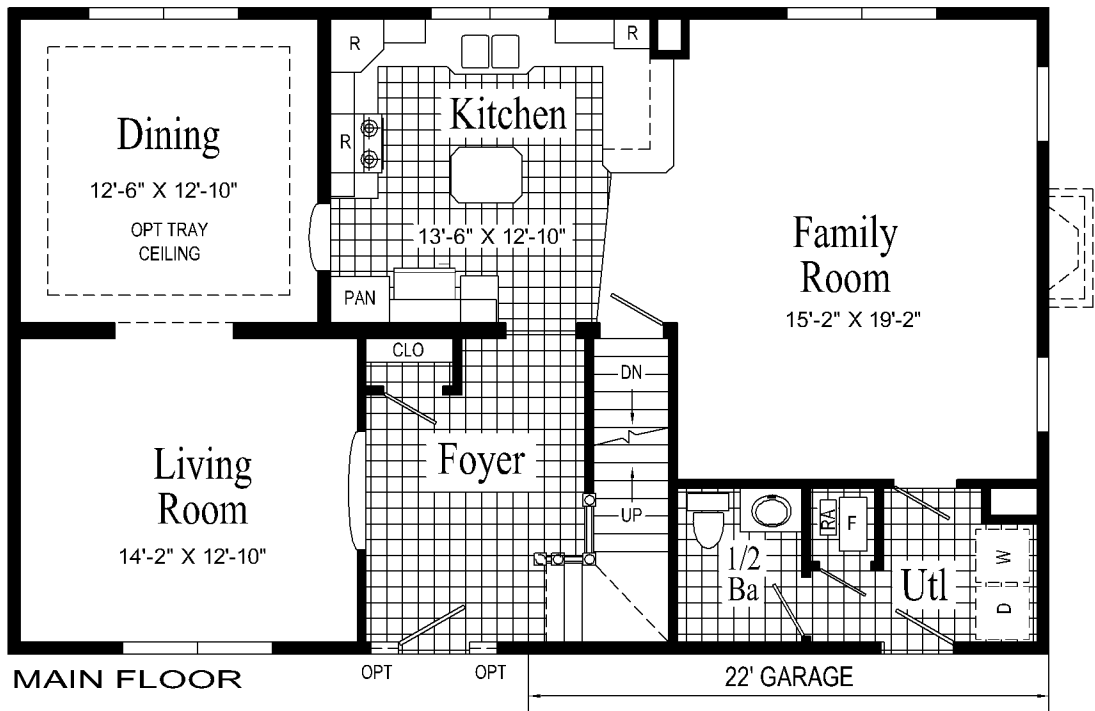 R
R
Kitchen
Dining
R
12'-6" X 12'-10"
OPT TRAY
CEILING
13'-6" X 12'-10"
Family
Room
15'-2" X 19'-2"
PAN
CLO
DN
Foyer
Living
Room
14'-2" X 12'-10"
UP
RA
F
1/2
Ba
Utl
W
D
MAIN FLOOR
OPT
OPT
22' GARAGE